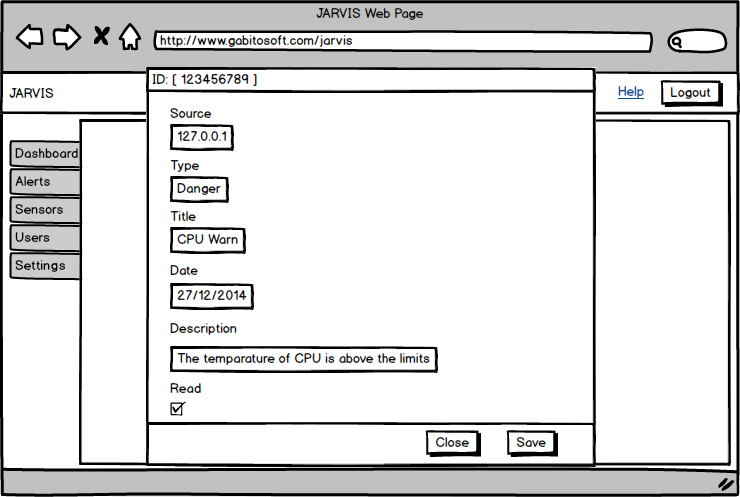 JARVIS Web Page
http://www.gabitosoft.com/jarvis
ID: [ 123456789 ]
JARVIS
Help
Logout
Dashboard
Alerts
Sensors
Users
Settings
Source
127.0.0.1
Type
Danger
Title
CPU Warn
Date
27/12/2014
Description
The temparature of CPU is above the limits
Read
Close
Save